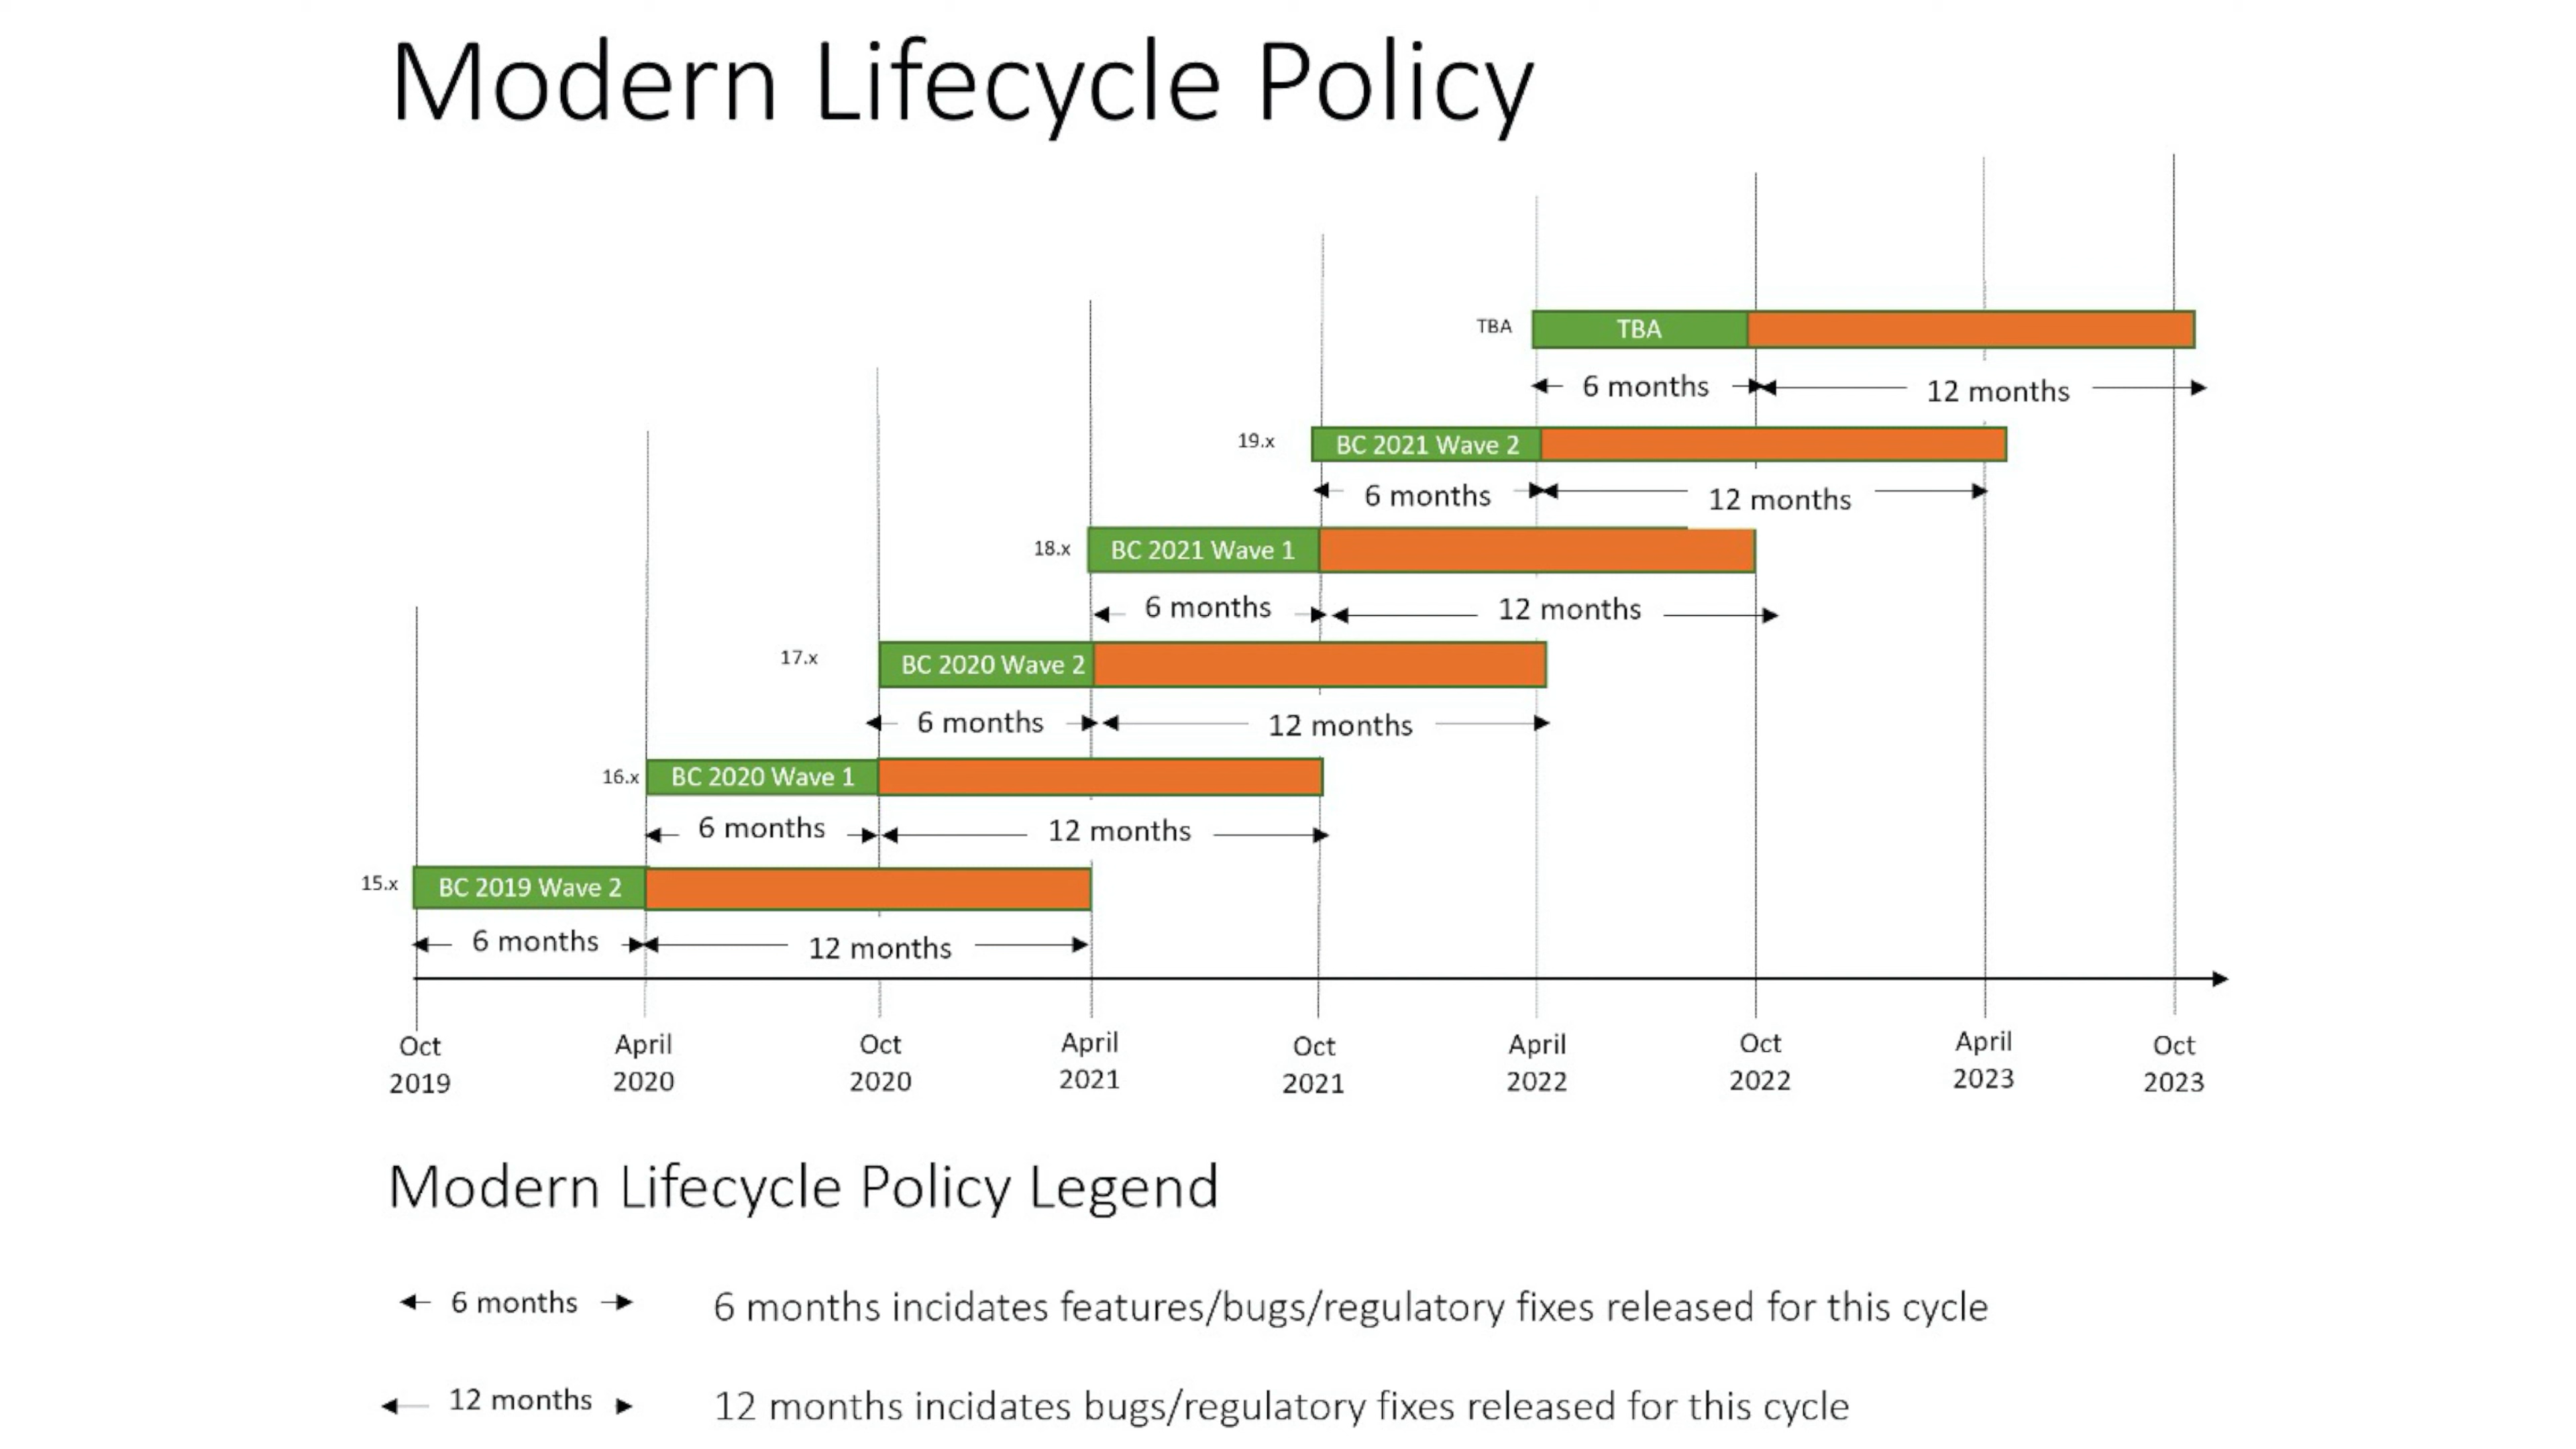 Modern Lifecycle Policy
TBA TBA
6 months 12 months
19.x BC 2021 Wave 2
6 months 12 months
18.x BC 2021 Wave 1
6 months 12 months
17.x BC 2020 Wave 2
6 months 12 months
16.x BC 2020 Wave 1
6 months 12 months
15.x BC 2019 Wave 2
6 months 12 months
Oct April Oct April Oct April Oct April Oct
2019 2020 2020 2021 2021 2022 2022 2023 2023
Modern Lifecycle Policy Legend
6 months 6 months incidates features/bugs/regulatory fixes released for this cycle
12 months 12 months incidates bugs/regulatory fixes released for this cycle